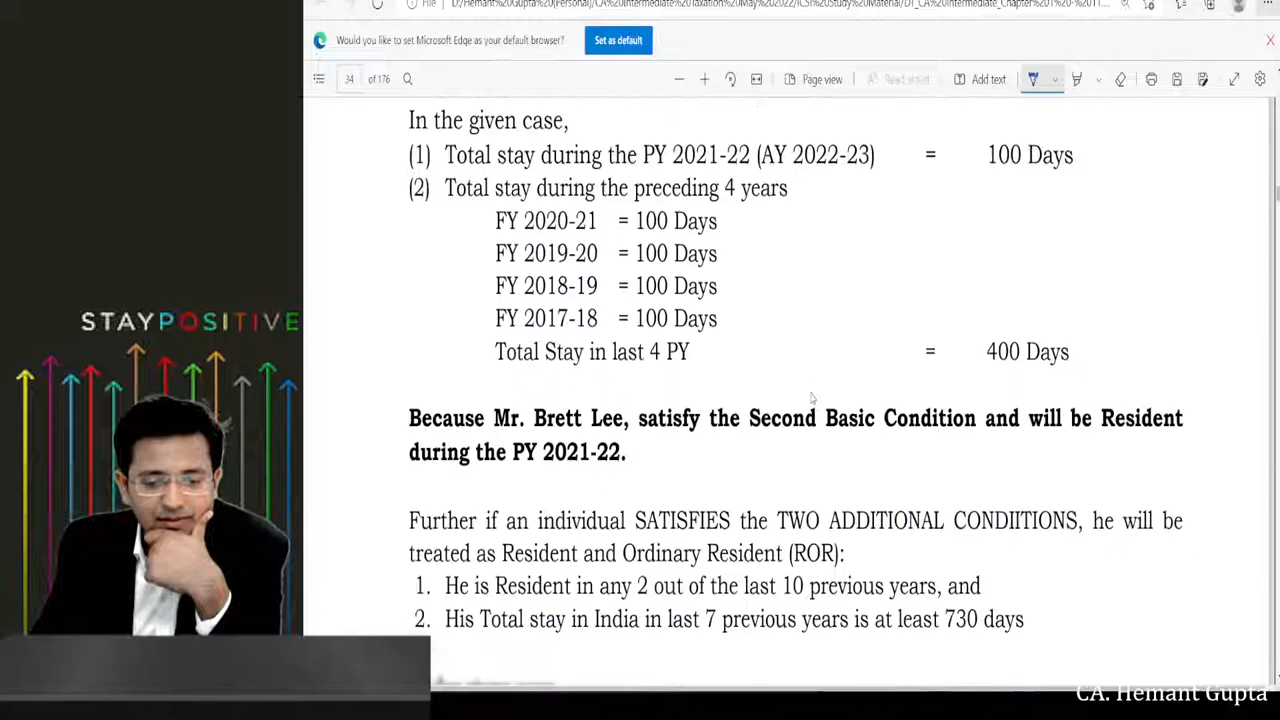 File
Would you like to set Microsoft Edge as your default browser?
Set as default
34 of 176
Page view
Read aloud
Add text
In the given case,
(1) Total stay during the PY 2021-22 (AY 2022-23) = 100 Days
(2) Total stay during the preceding 4 years
FY 2020-21 = 100 Days
FY 2019-20 = 100 Days
FY 2018-19 = 100 Days
FY 2017-18 = 100 Days
Total Stay in last 4 PY = 400 Days
STAYPOSITIVE
Because Mr. Brett Lee, satisfy the Second Basic Condition and will be Resident
during the PY 2021-22.
Further if an individual SATISFIES the TWO ADDITIONAL CONDIITIONS, he will be
treated as Resident and Ordinary Resident (ROR):
1. He is Resident in any 2 out of the last 10 previous years, and
2. His Total stay in India in last 7 previous years is at least 730 days
CA. Hemant Gupta